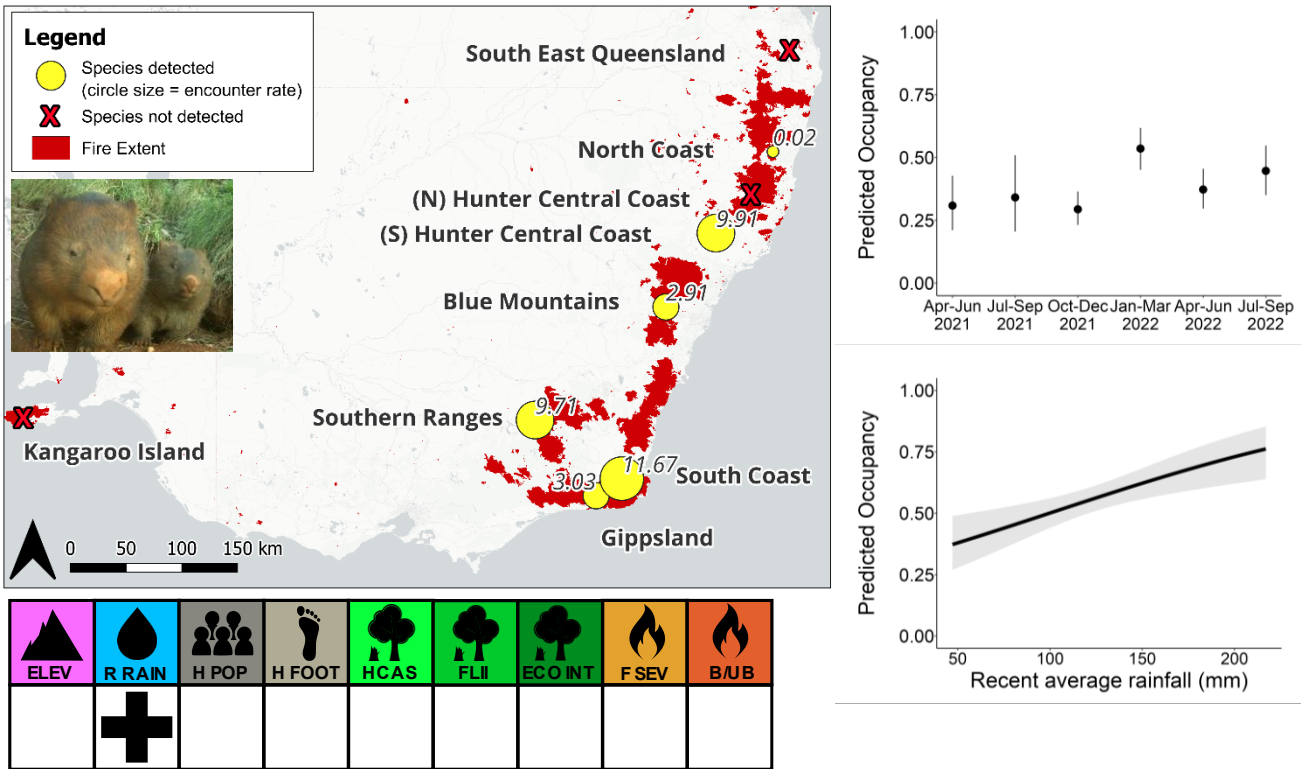 Legend
Species detected
(circle size = encounter rate)
Species not detected
Fire Extent
South East Queensland
0.02
North Coast
(N) Hunter Central Coast
9.91
(S) Hunter Central Coast
2.91
Blue Mountains
9.71
Southern Ranges
Kangaroo Island
11.67
South Coast
3.03
Gippsland
0 50 100 150 km
ELEV
R RAIN
H POP
H FOOT
HCAS
FLII
ECO INT
F SEV
B/UB
Predicted Occupancy
1.00
0.75
0.50
0.25
0.00
Apr-Jun Jul-Sep Oct-Dec Jan-Mar Apr-Jun Jul-Sep
2021 2021 2021 2022 2022 2022
Predicted Occupancy
1.00
0.75
0.50
0.25
0.00
50 100 150 200
Recent average rainfall (mm)